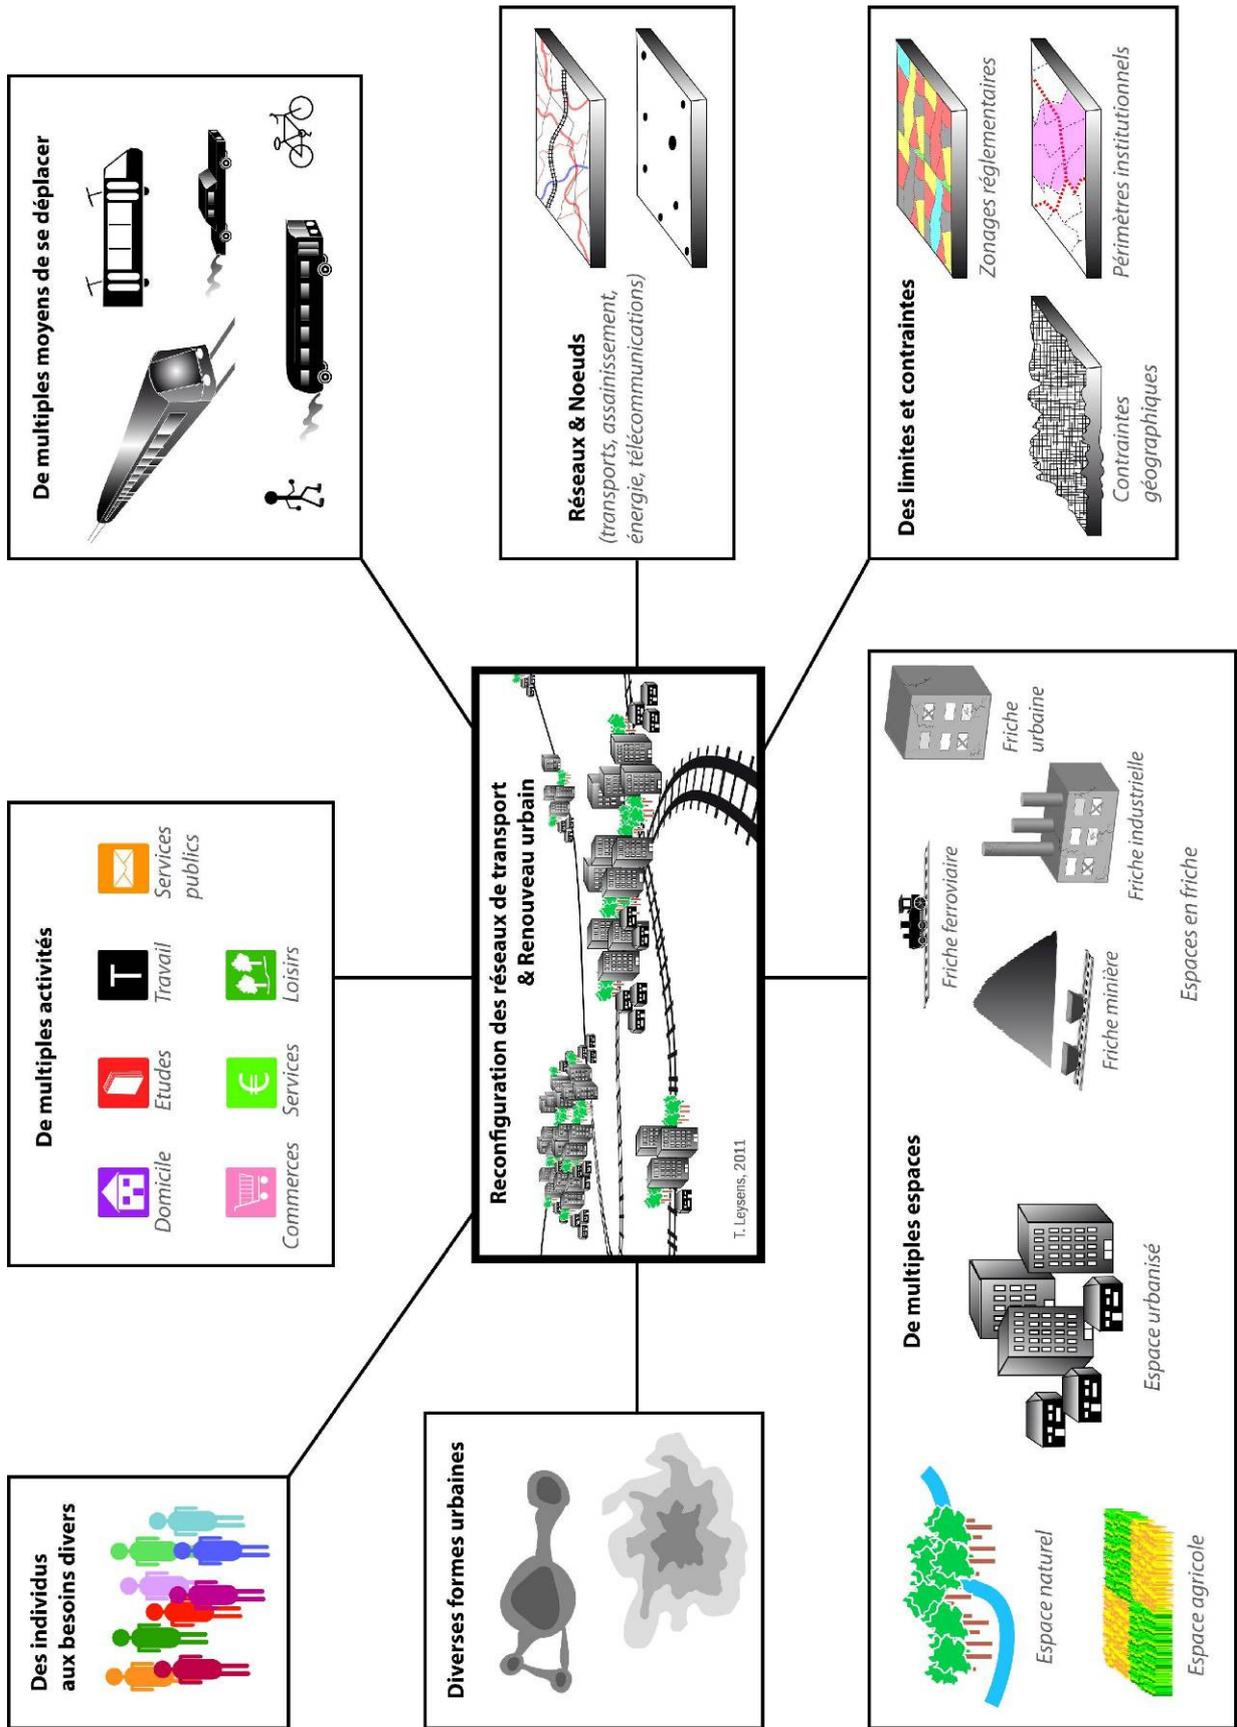 Des individus
aux besoins divers
De multiples activités
Domicile
Etudes
Travail
Services
publics
Commerces
Services
Loisirs
T
€
De multiples moyens de se déplacer
Diverses formes urbaines
Reconfiguration des réseaux de transport
& Renouveau urbain
T. Leysens, 2011
Réseaux & Noeuds
(transports, assainissement,
énergie, télécommunications)
De multiples espaces
Espace naturel
Espace agricole
Espace urbanisé
Friche ferroviaire
Friche minière
Friche industrielle
Friche
urbaine
Espaces en friche
Des limites et contraintes
Contraintes
géographiques
Zonages réglementaires
Périmètres institutionnels